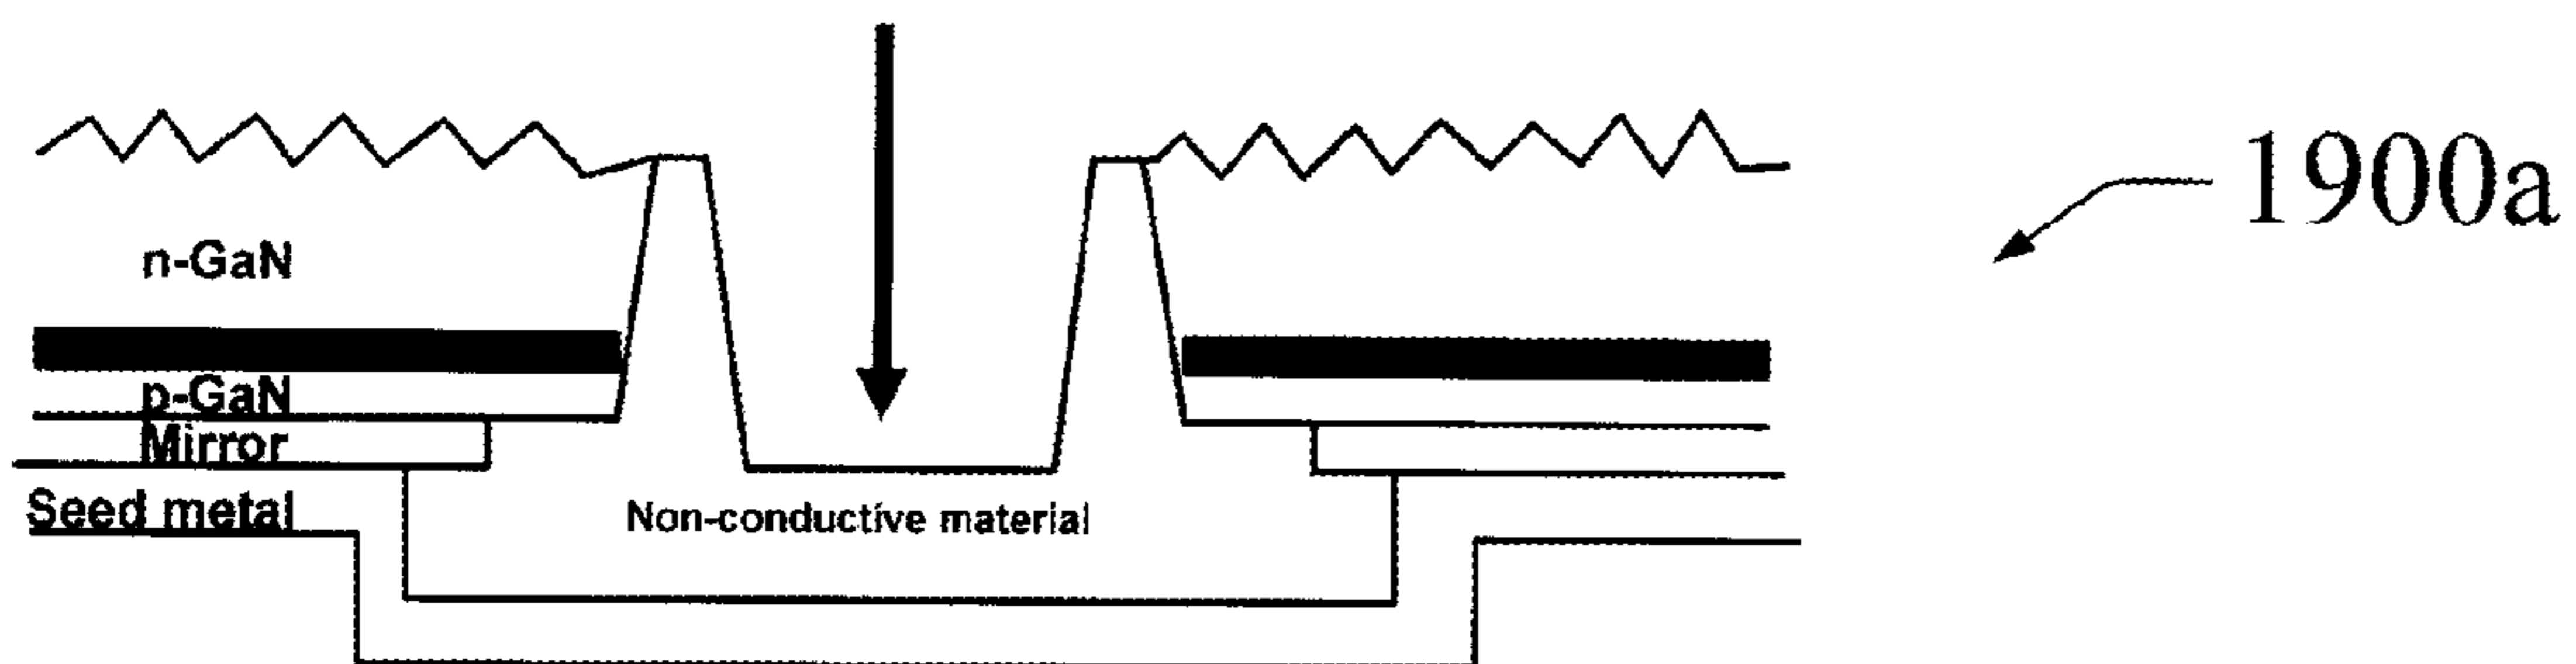 1900a
n-GaN
p-GaN
Mirror
Seed metal
Non-conductive material